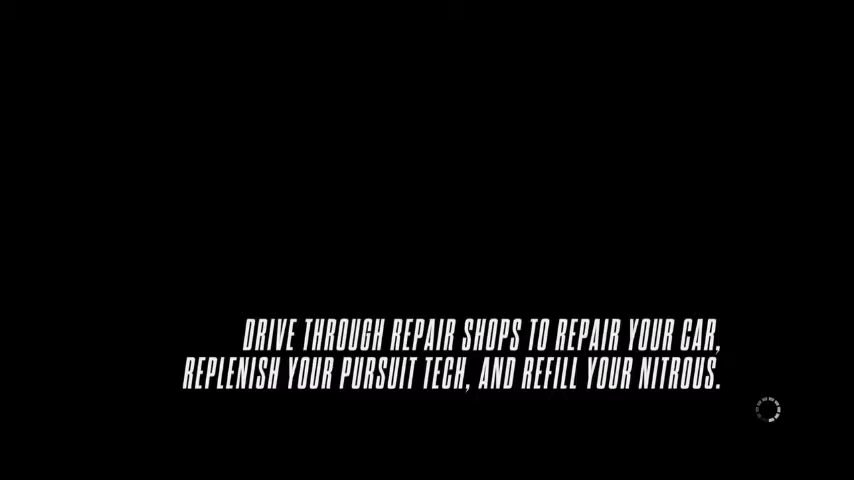 DRIVE THROUGH REPAIR SHOPS TO REPAIR YOUR CAR,
REPLENISH YOUR PURSUIT TECH, AND REFILL YOUR NITROUS.